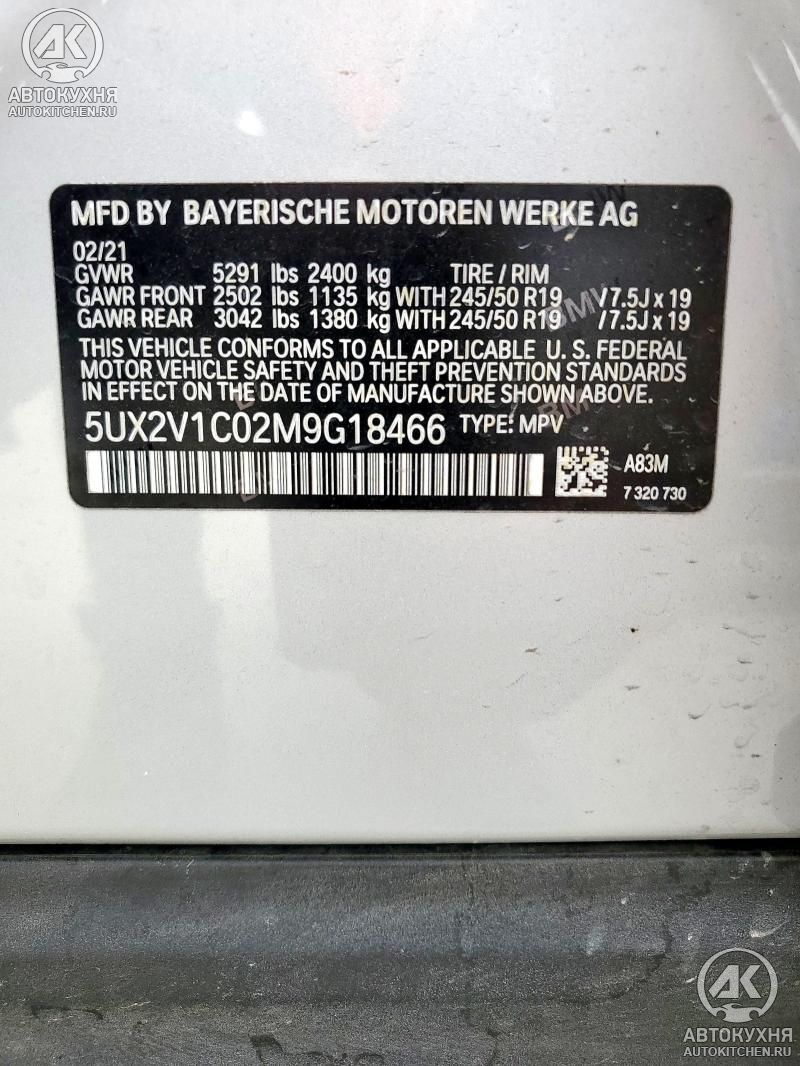 AK
АВТОКУХНЯ
AUTOKITCHEN.RU
MFD BY BAYERISCHE MOTOREN WERKE AG
02/21
GVWR 5291 lbs 2400 kg TIRE / RIM
GAWR FRONT 2502 lbs 1135 kg WITH 245/50 R19 /7.5J x 19
GAWR REAR 3042 lbs 1380 kg WITH 245/50 R19 /7.5J x 19
THIS VEHICLE CONFORMS TO ALL APPLICABLE U. S. FEDERAL
MOTOR VEHICLE SAFETY AND THEFT PREVENTION STANDARDS
IN EFFECT ON THE DATE OF MANUFACTURE SHOWN ABOVE.
5UX2V1C02M9G18466 TYPE: MPV
A83M
7 320 730
AK
АВТОКУХНЯ
AUTOKITCHEN.RU